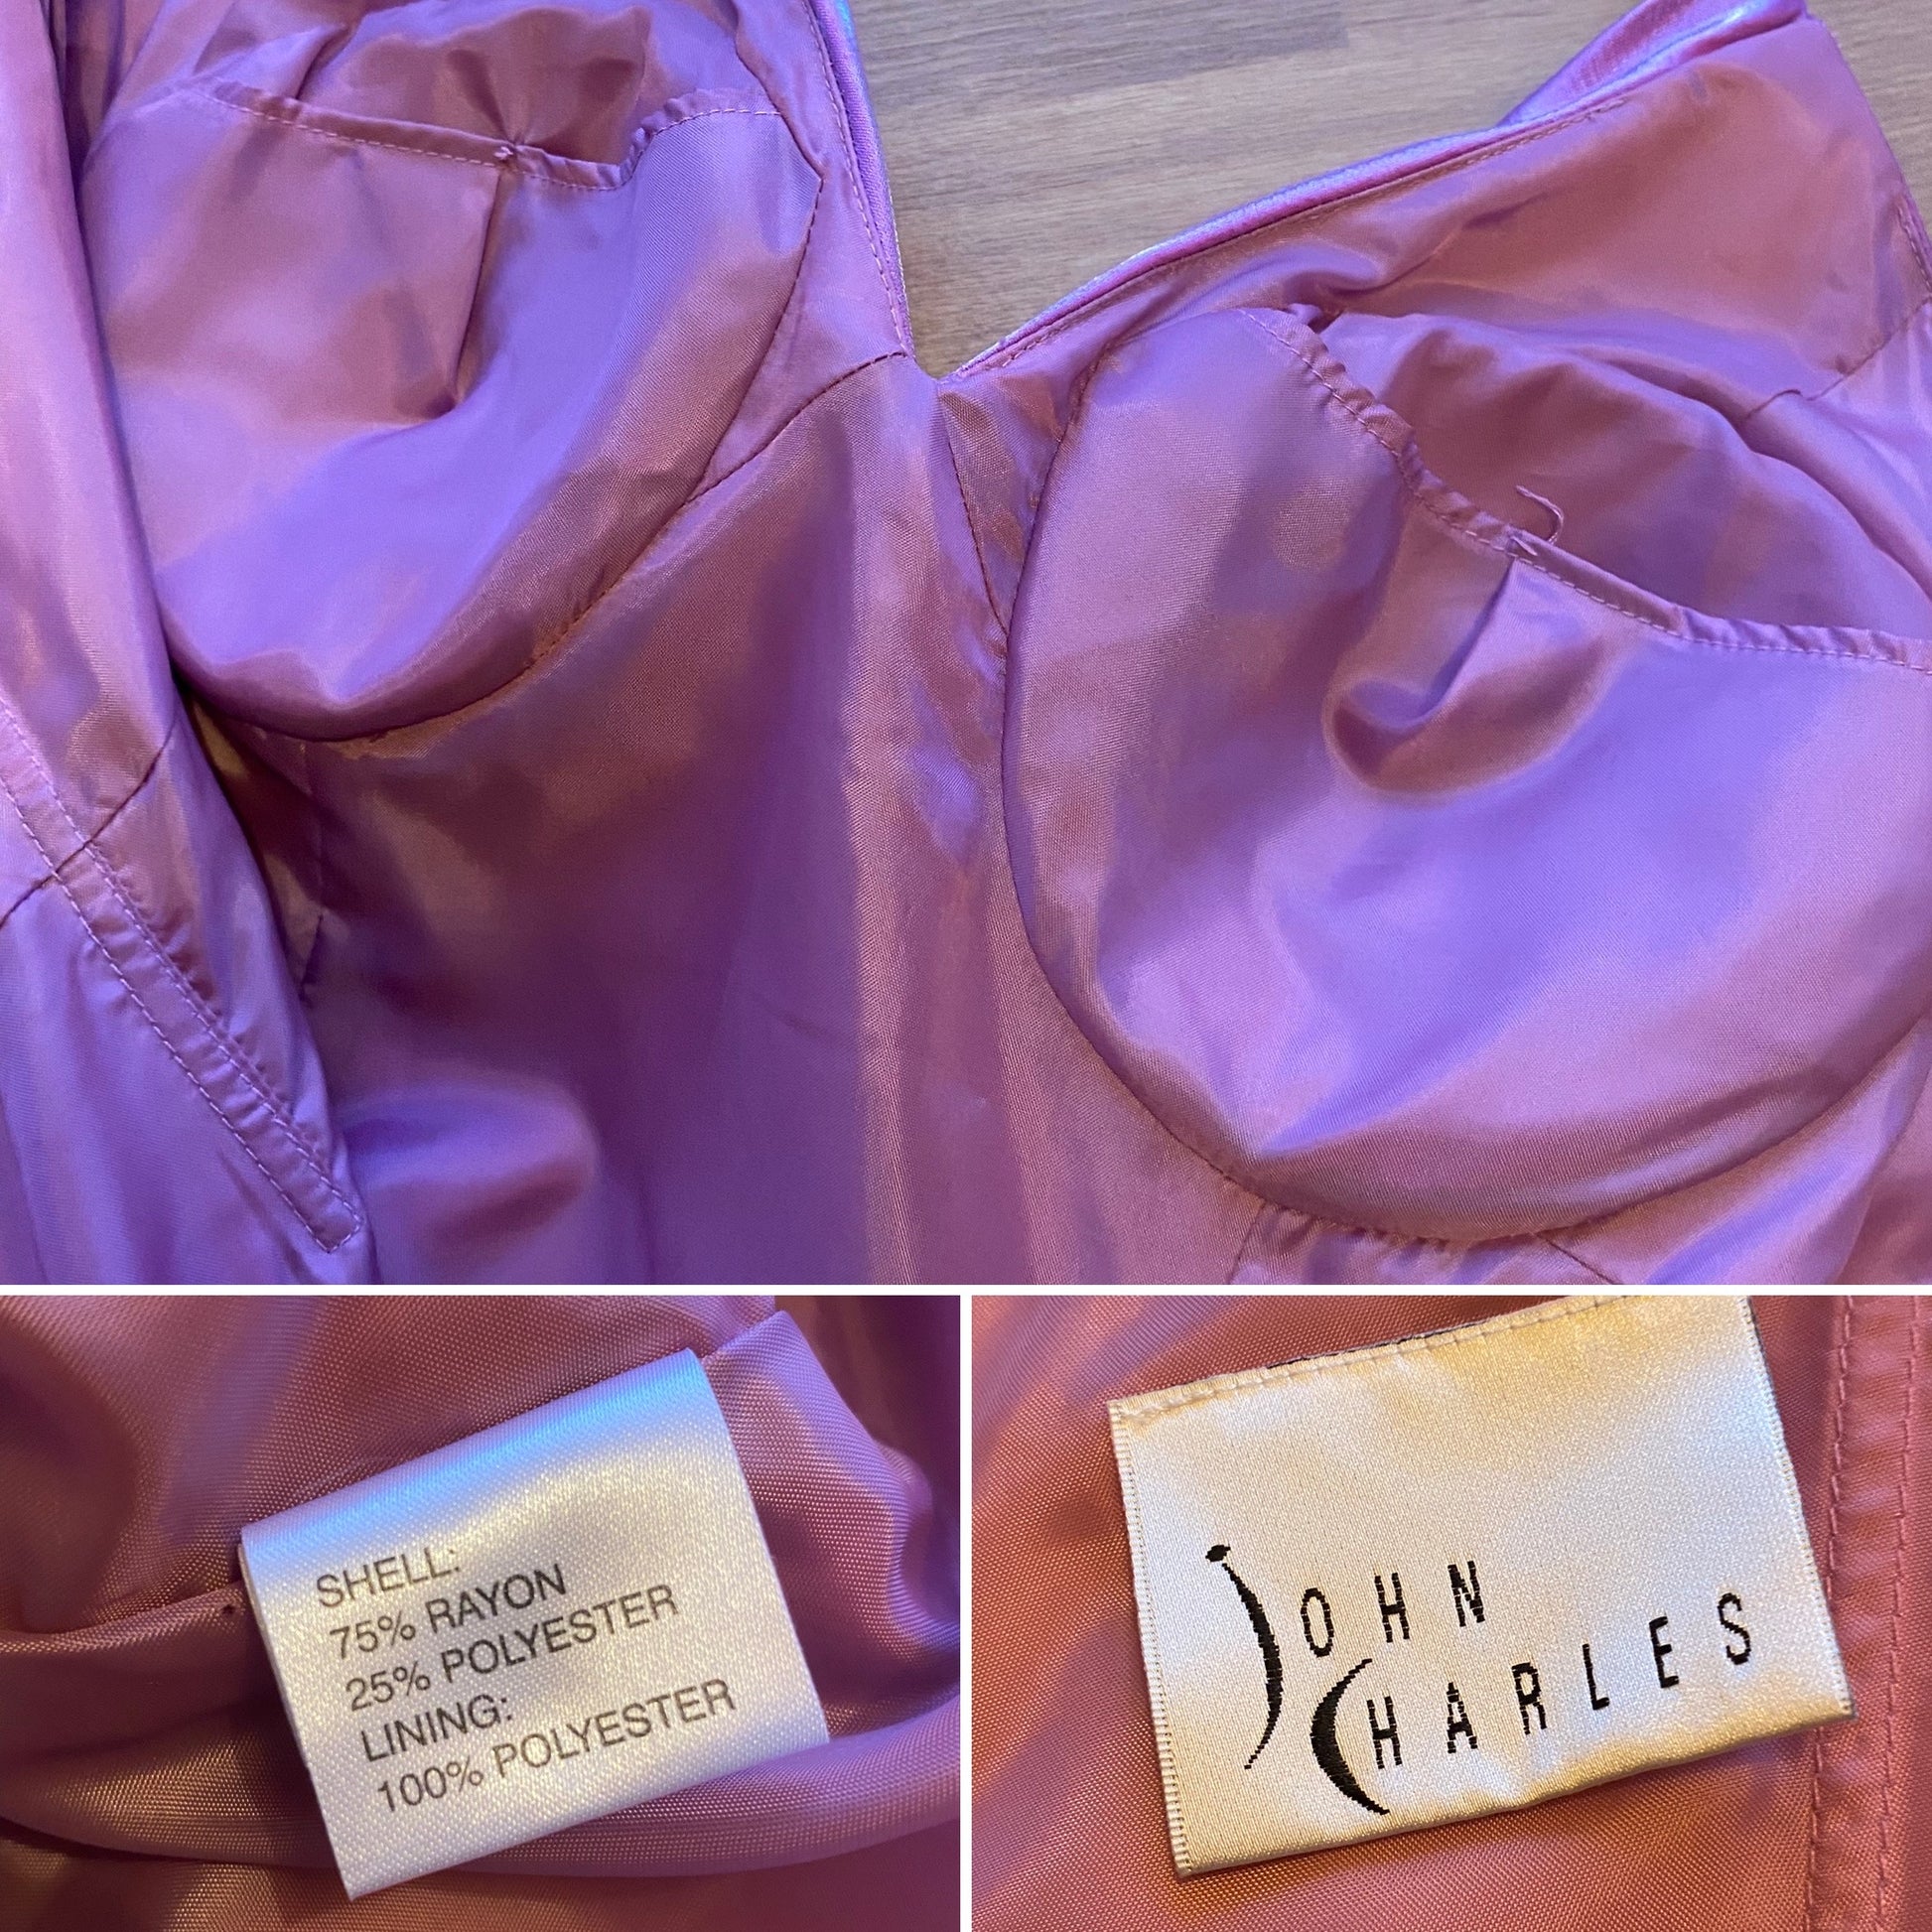 SHELL:
75% RAYON
25% POLYESTER
LINING:
100% POLYESTER
JOHN
CHARLES